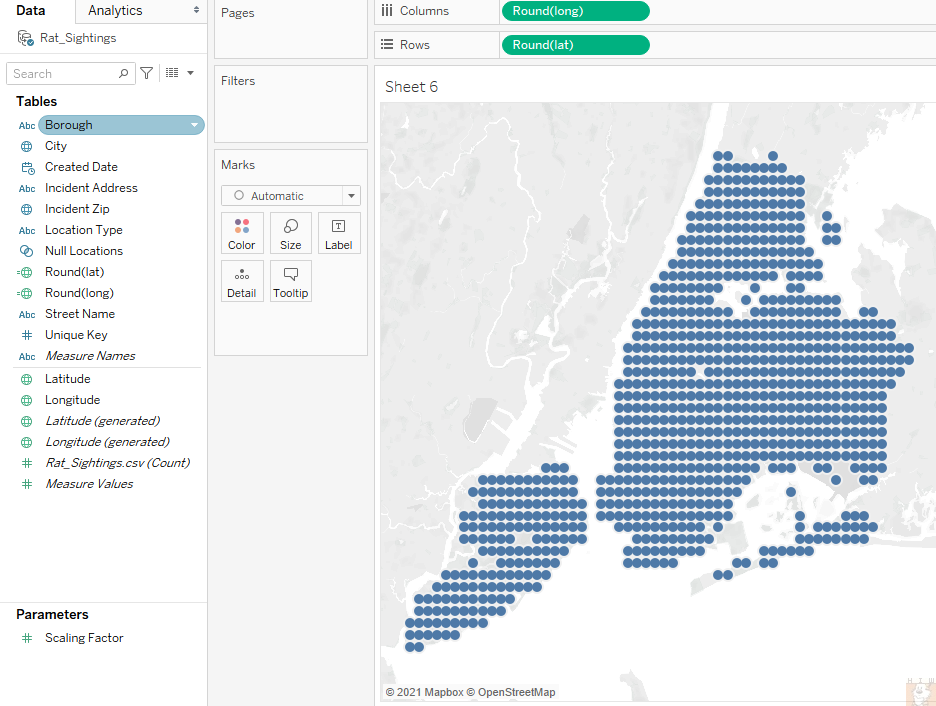 Data
Analytics
Rat_Sightings
Search
Tables
Abc Borough
City
Created Date
Abc Incident Address
Incident Zip
Abc Location Type
Null Locations
=Round(lat)
=Round(long)
Abc Street Name
# Unique Key
Abc Measure Names
Latitude
Longitude
Latitude (generated)
Longitude (generated)
# Rat_Sightings.csv (Count)
# Measure Values
Parameters
# Scaling Factor
Pages
Filters
Marks
Automatic
Color
Size
T
Label
Detail
Tooltip
Columns
Round(long)
Rows
Round(lat)
Sheet 6
© 2021 Mapbox © OpenStreetMap